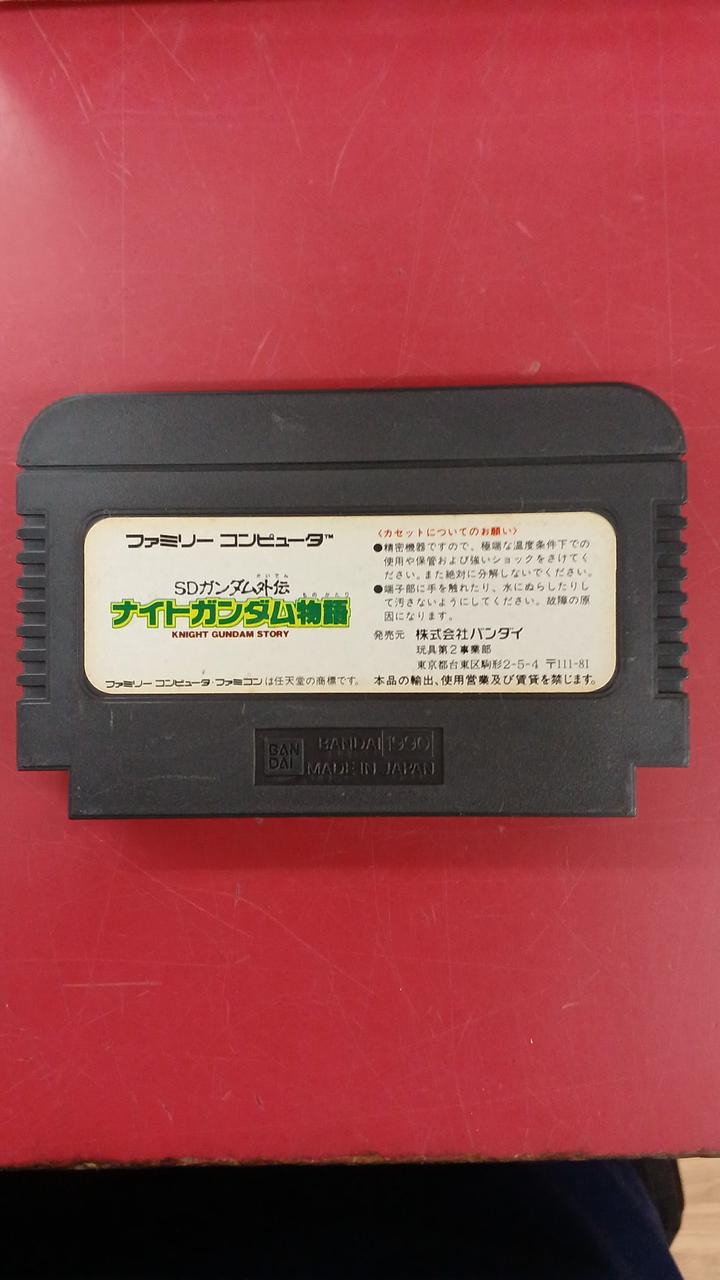 ファミリー コンピュータ™
がいでん
SDガンダム外伝
ものがたり
ナイトガンダム物語
KNIGHT GUNDAM STORY
ファミリー コンピュータ・ファミコンは任天堂の商標です。
〈カセットについてのお願い〉
●精密機器ですので、極端な温度条件下での
使用や保管および強いショックをさけてく
ださい。また絶対に分解しないでください。
●端子部に手を触れたり、水にぬらしたりし
て汚さないようにしてください。故障の原
因になります。
発売元 株式会社バンダイ
玩具第2事業部
東京都台東区駒形2-5-4 〒111-81
本品の輸出、使用営業及び賃貸を禁じます。
BAN
DAI
BANDAI 1990
MADE IN JAPAN